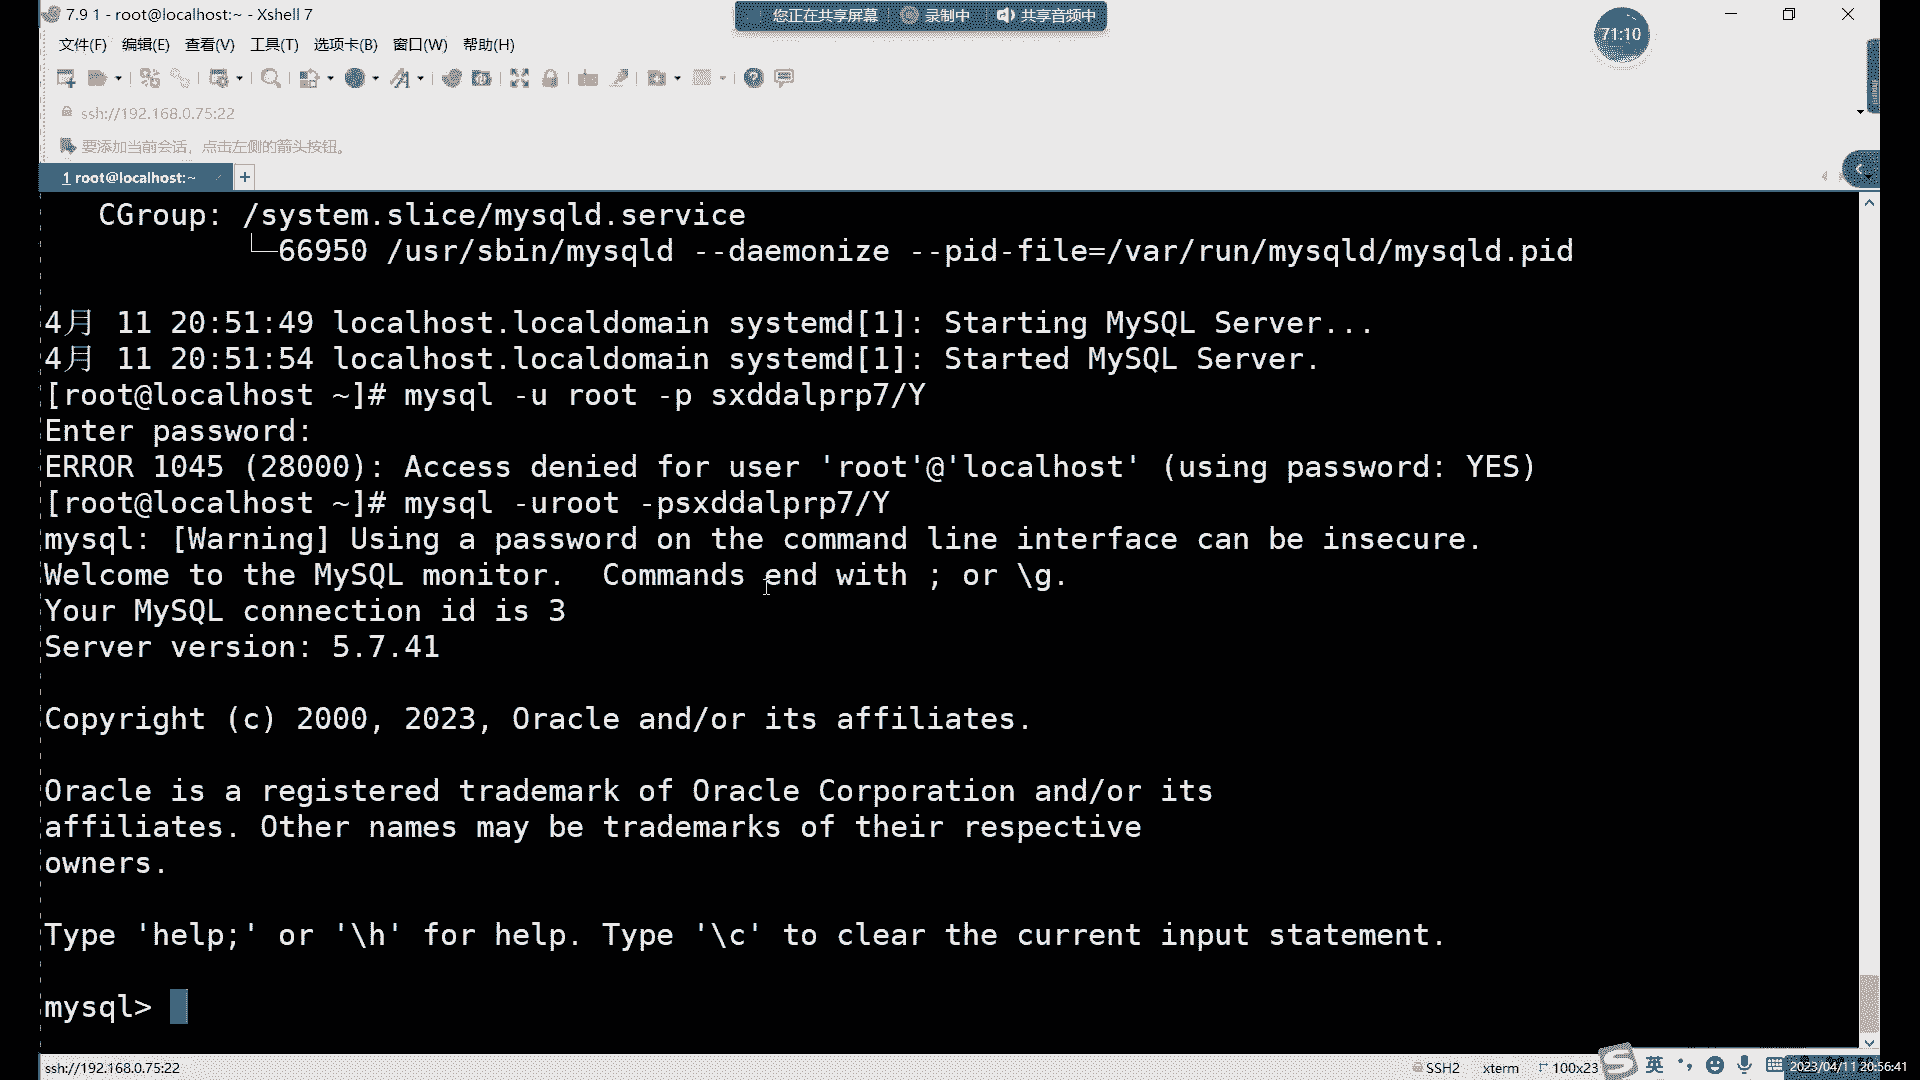 7.9 1 - root@localhost:~ - Xshell 7
您正在共享屏幕 录制中 共享音频中
71:10
文件(F) 编辑(E) 查看(V) 工具(T) 选项卡(B) 窗口(W) 帮助(H)
ssh://192.168.0.75:22
要添加当前会话，点击左侧的箭头按钮。
1 root@localhost:~ +
CGroup: /system.slice/mysqld.service
└─66950 /usr/sbin/mysqld --daemonize --pid-file=/var/run/mysqld/mysqld.pid
4月 11 20:51:49 localhost.localdomain systemd[1]: Starting MySQL Server...
4月 11 20:51:54 localhost.localdomain systemd[1]: Started MySQL Server.
[root@localhost ~]# mysql -u root -p sxddalprp7/Y
Enter password:
ERROR 1045 (28000): Access denied for user 'root'@'localhost' (using password: YES)
[root@localhost ~]# mysql -uroot -psxddalprp7/Y
mysql: [Warning] Using a password on the command line interface can be insecure.
Welcome to the MySQL monitor.  Commands end with ; or \g.
Your MySQL connection id is 3
Server version: 5.7.41
Copyright (c) 2000, 2023, Oracle and/or its affiliates.
Oracle is a registered trademark of Oracle Corporation and/or its
affiliates. Other names may be trademarks of their respective
owners.
Type 'help;' or '\h' for help. Type '\c' to clear the current input statement.
mysql>
ssh://192.168.0.75:22 SSH2 xterm 100x23 英 2023/04/11 20:56:41